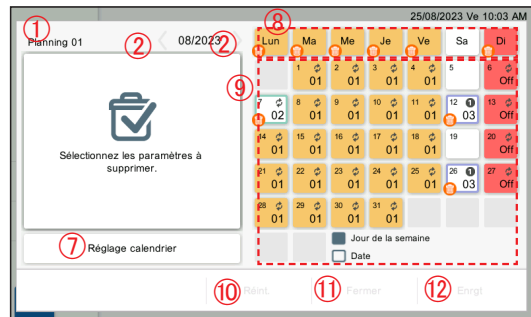 25/08/2023 Ve 10:03 AM
① Planning 01
② 08/2023 ②
⑧
Lun Ma Me Je Ve Sa Di
⑨
1 01 2 01 3 01 4 01 5 6 Off
7 02 8 01 9 01 10 01 11 01 12 ❶ 03 13 Off
14 01 15 01 16 01 17 01 18 01 19 20 Off
21 01 22 01 23 01 24 01 25 01 26 ❶ 03 27 Off
28 01 29 01 30 01 31 01
Sélectionnez les paramètres à
supprimer.
⑦ Réglage calendrier
Jour de la semaine
Date
⑩ Réint. ⑪ Fermer ⑫ Enrgt